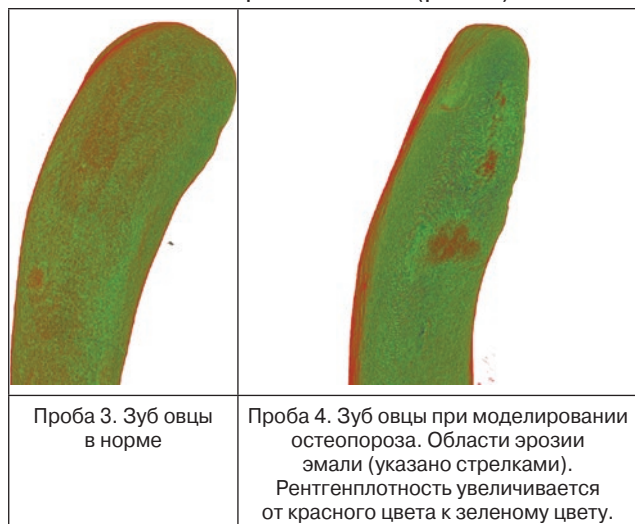 Проба 3. Зуб овцы
в норме
Проба 4. Зуб овцы при моделировании
остеопороза. Области эрозии
эмали (указано стрелками).
Рентгенплотность увеличивается
от красного цвета к зеленому цвету.